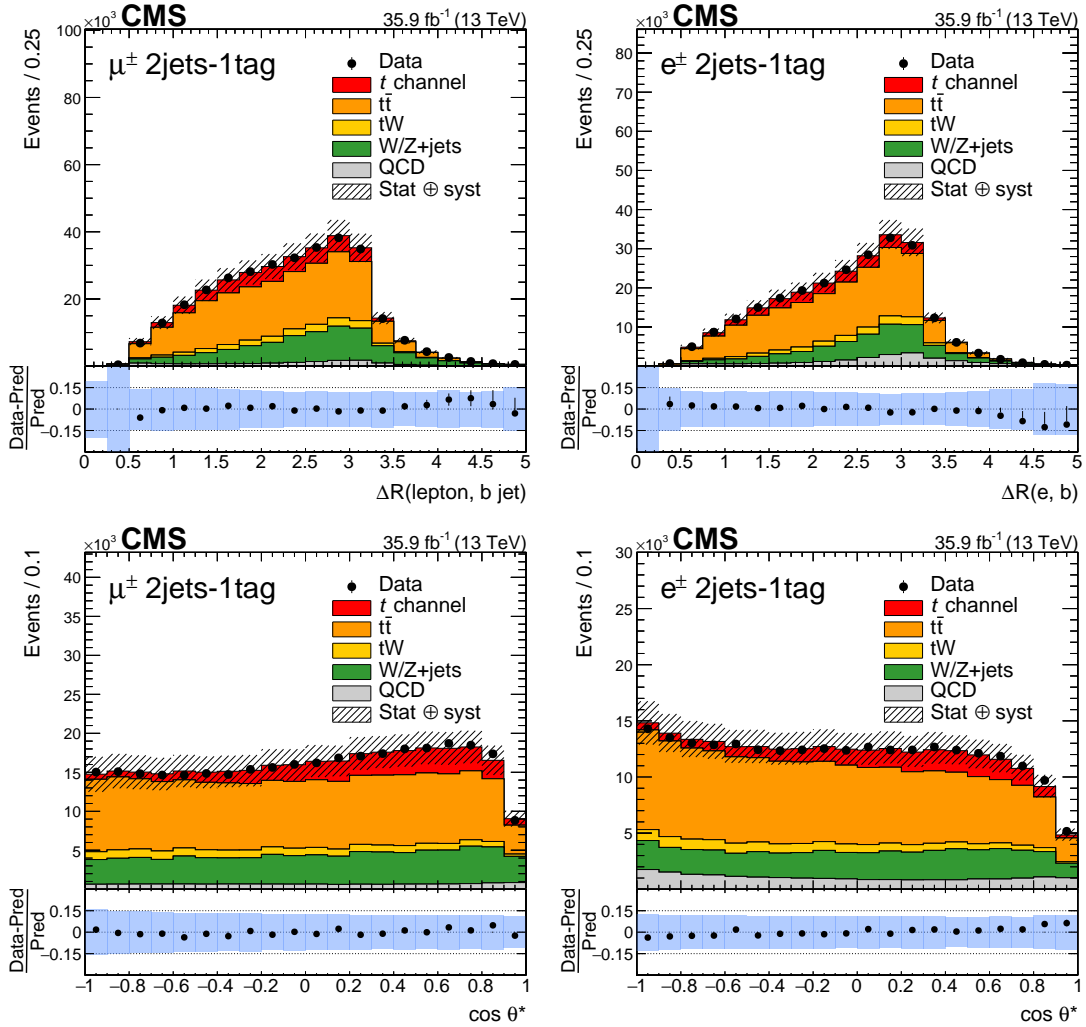 ×10³ CMS 35.9 fb⁻¹ (13 TeV)
Events / 0.25
μ± 2jets-1tag
Data
t channel
tt̄
tW
W/Z+jets
QCD
Stat ⊕ syst
100
80
60
40
20
Data-Pred
Pred
0.15
0
−0.15
0 0.5 1 1.5 2 2.5 3 3.5 4 4.5 5
ΔR(lepton, b jet)
×10³ CMS 35.9 fb⁻¹ (13 TeV)
Events / 0.25
e± 2jets-1tag
Data
t channel
tt̄
tW
W/Z+jets
QCD
Stat ⊕ syst
80
70
60
50
40
30
20
10
Data-Pred
Pred
0.15
0
−0.15
0 0.5 1 1.5 2 2.5 3 3.5 4 4.5 5
ΔR(e, b)
×10³ CMS 35.9 fb⁻¹ (13 TeV)
Events / 0.1
μ± 2jets-1tag
Data
t channel
tt̄
tW
W/Z+jets
QCD
Stat ⊕ syst
40
35
30
25
20
15
10
5
Data-Pred
Pred
0.15
0
−0.15
−1 −0.8 −0.6 −0.4 −0.2 0 0.2 0.4 0.6 0.8 1
cos θ*
×10³ CMS 35.9 fb⁻¹ (13 TeV)
Events / 0.1
e± 2jets-1tag
Data
t channel
tt̄
tW
W/Z+jets
QCD
Stat ⊕ syst
30
25
20
15
10
5
Data-Pred
Pred
0.15
0
−0.15
−1 −0.8 −0.6 −0.4 −0.2 0 0.2 0.4 0.6 0.8 1
cos θ*